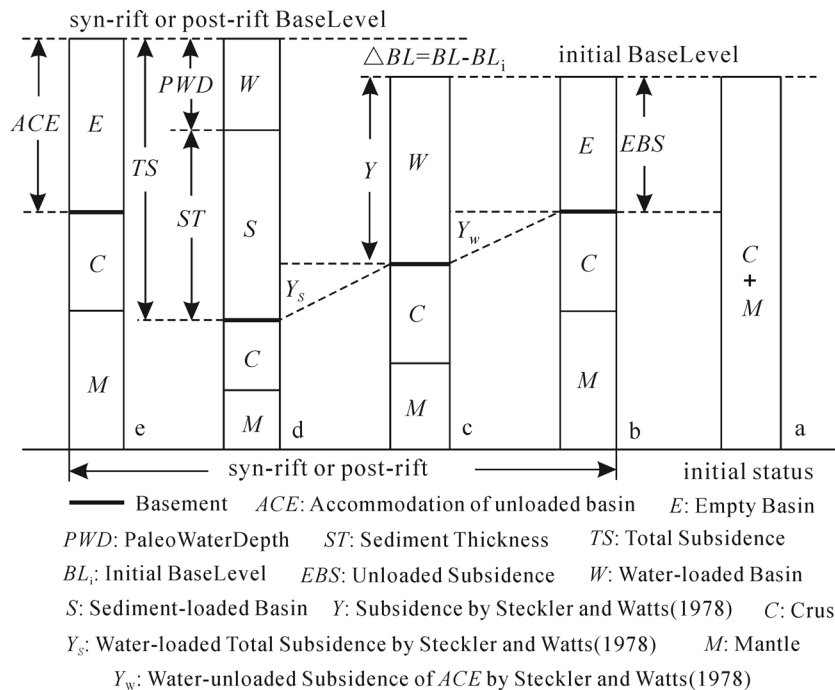 syn-rift or post-rift BaseLevel
△BL=BL-BLi
initial BaseLevel
ACE
E
PWD
TS
ST
W
S
Y
W
E
EBS
Yw
Ys
C
C
C
C
C
+
M
M
M
M
M
e
d
c
b
a
syn-rift or post-rift
initial status
Basement ACE: Accommodation of unloaded basin E: Empty Basin
PWD: PaleoWaterDepth ST: Sediment Thickness TS: Total Subsidence
BLi: Initial BaseLevel EBS: Unloaded Subsidence W: Water-loaded Basin
S: Sediment-loaded Basin Y: Subsidence by Steckler and Watts(1978) C: Crus
Ys: Water-loaded Total Subsidence by Steckler and Watts(1978) M: Mantle
Yw: Water-unloaded Subsidence of ACE by Steckler and Watts(1978)